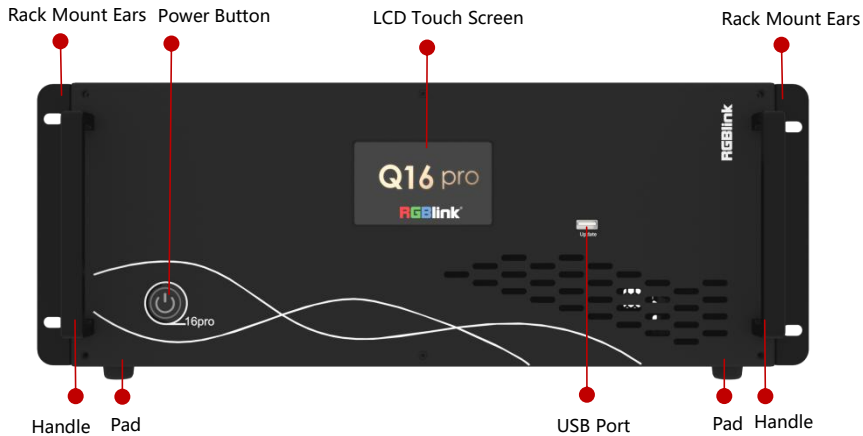 Rack Mount Ears
Power Button
LCD Touch Screen
Rack Mount Ears
RGBlink
Q16 pro
RGBlink
Update
16pro
Handle
Pad
USB Port
Pad
Handle